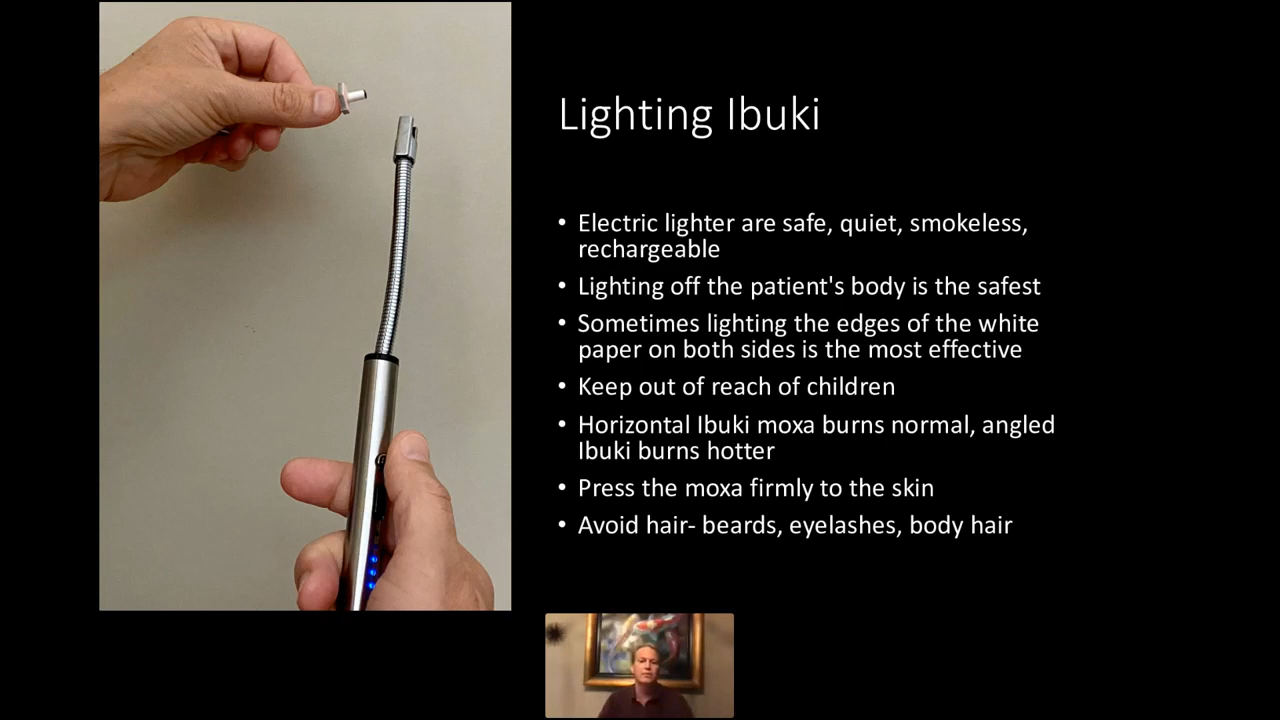 Lighting Ibuki
• Electric lighter are safe, quiet, smokeless,
rechargeable
• Lighting off the patient's body is the safest
• Sometimes lighting the edges of the white
paper on both sides is the most effective
• Keep out of reach of children
• Horizontal Ibuki moxa burns normal, angled
Ibuki burns hotter
• Press the moxa firmly to the skin
• Avoid hair- beards, eyelashes, body hair